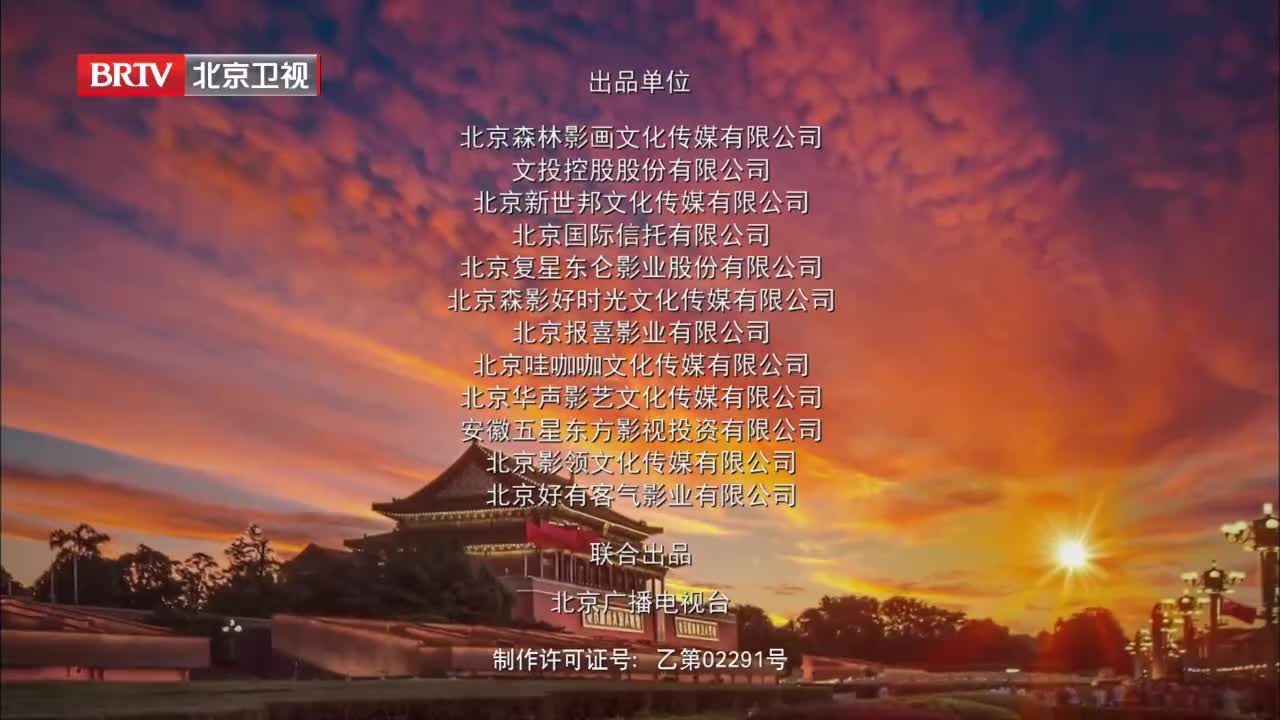 BRTV 北京卫视
出品单位
北京森林影画文化传媒有限公司
文投控股股份有限公司
北京新世邦文化传媒有限公司
北京国际信托有限公司
北京复星东仑影业股份有限公司
北京森影好时光文化传媒有限公司
北京报喜影业有限公司
北京哇咖咖文化传媒有限公司
北京华声影艺文化传媒有限公司
安徽五星东方影视投资有限公司
北京影领文化传媒有限公司
北京好有客气影业有限公司
联合出品
北京广播电视台
制作许可证号: 乙第02291号